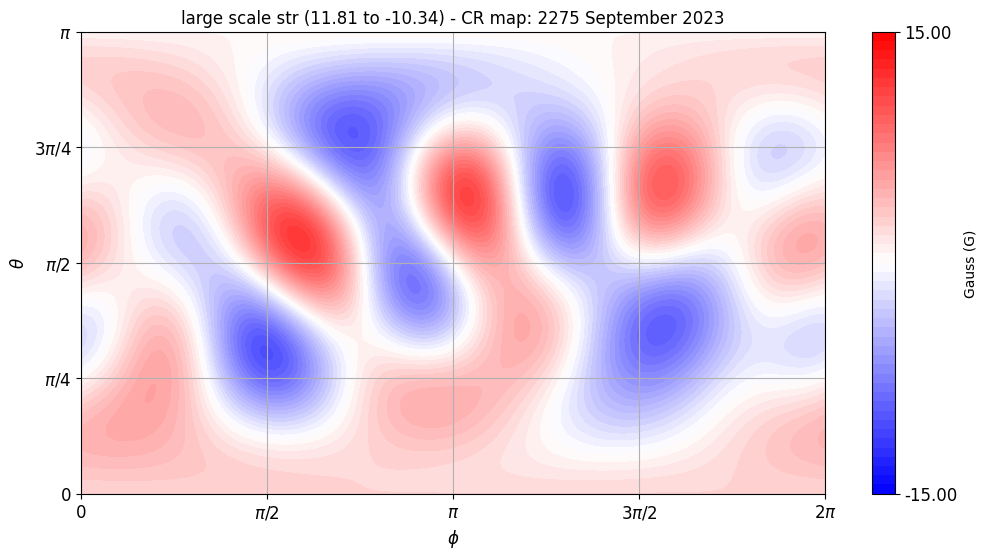 large scale str (11.81 to -10.34) - CR map: 2275 September 2023
π
3π/4
π/2
π/4
0
θ
0
π/2
π
3π/2
2π
ϕ
15.00
-15.00
Gauss (G)